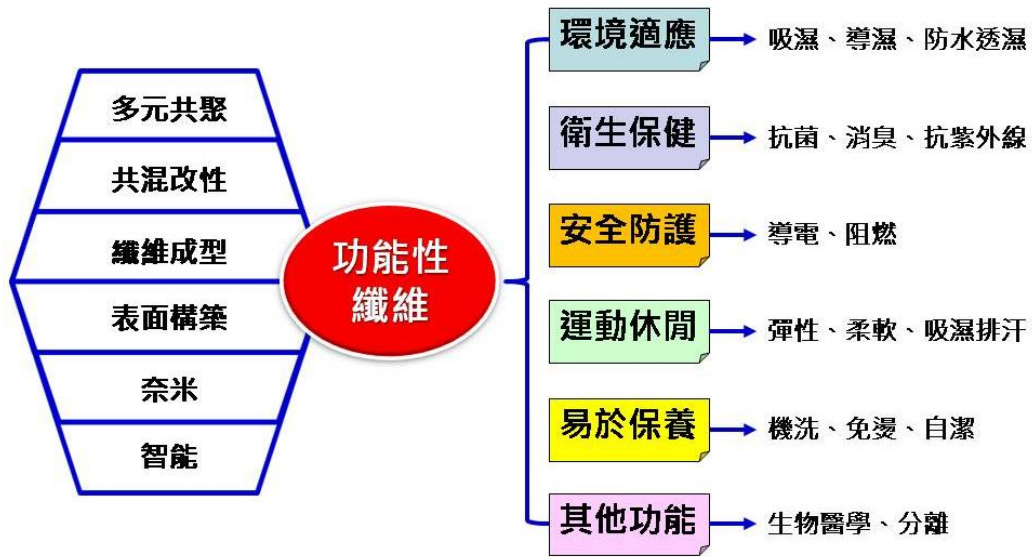 多元共聚
共混改性
纖維成型
表面構築
奈米
智能
功能性
纖維
環境適應
吸濕、導濕、防水透濕
衛生保健
抗菌、消臭、抗紫外線
安全防護
導電、阻燃
運動休閒
彈性、柔軟、吸濕排汗
易於保養
機洗、免燙、自潔
其他功能
生物醫學、分離